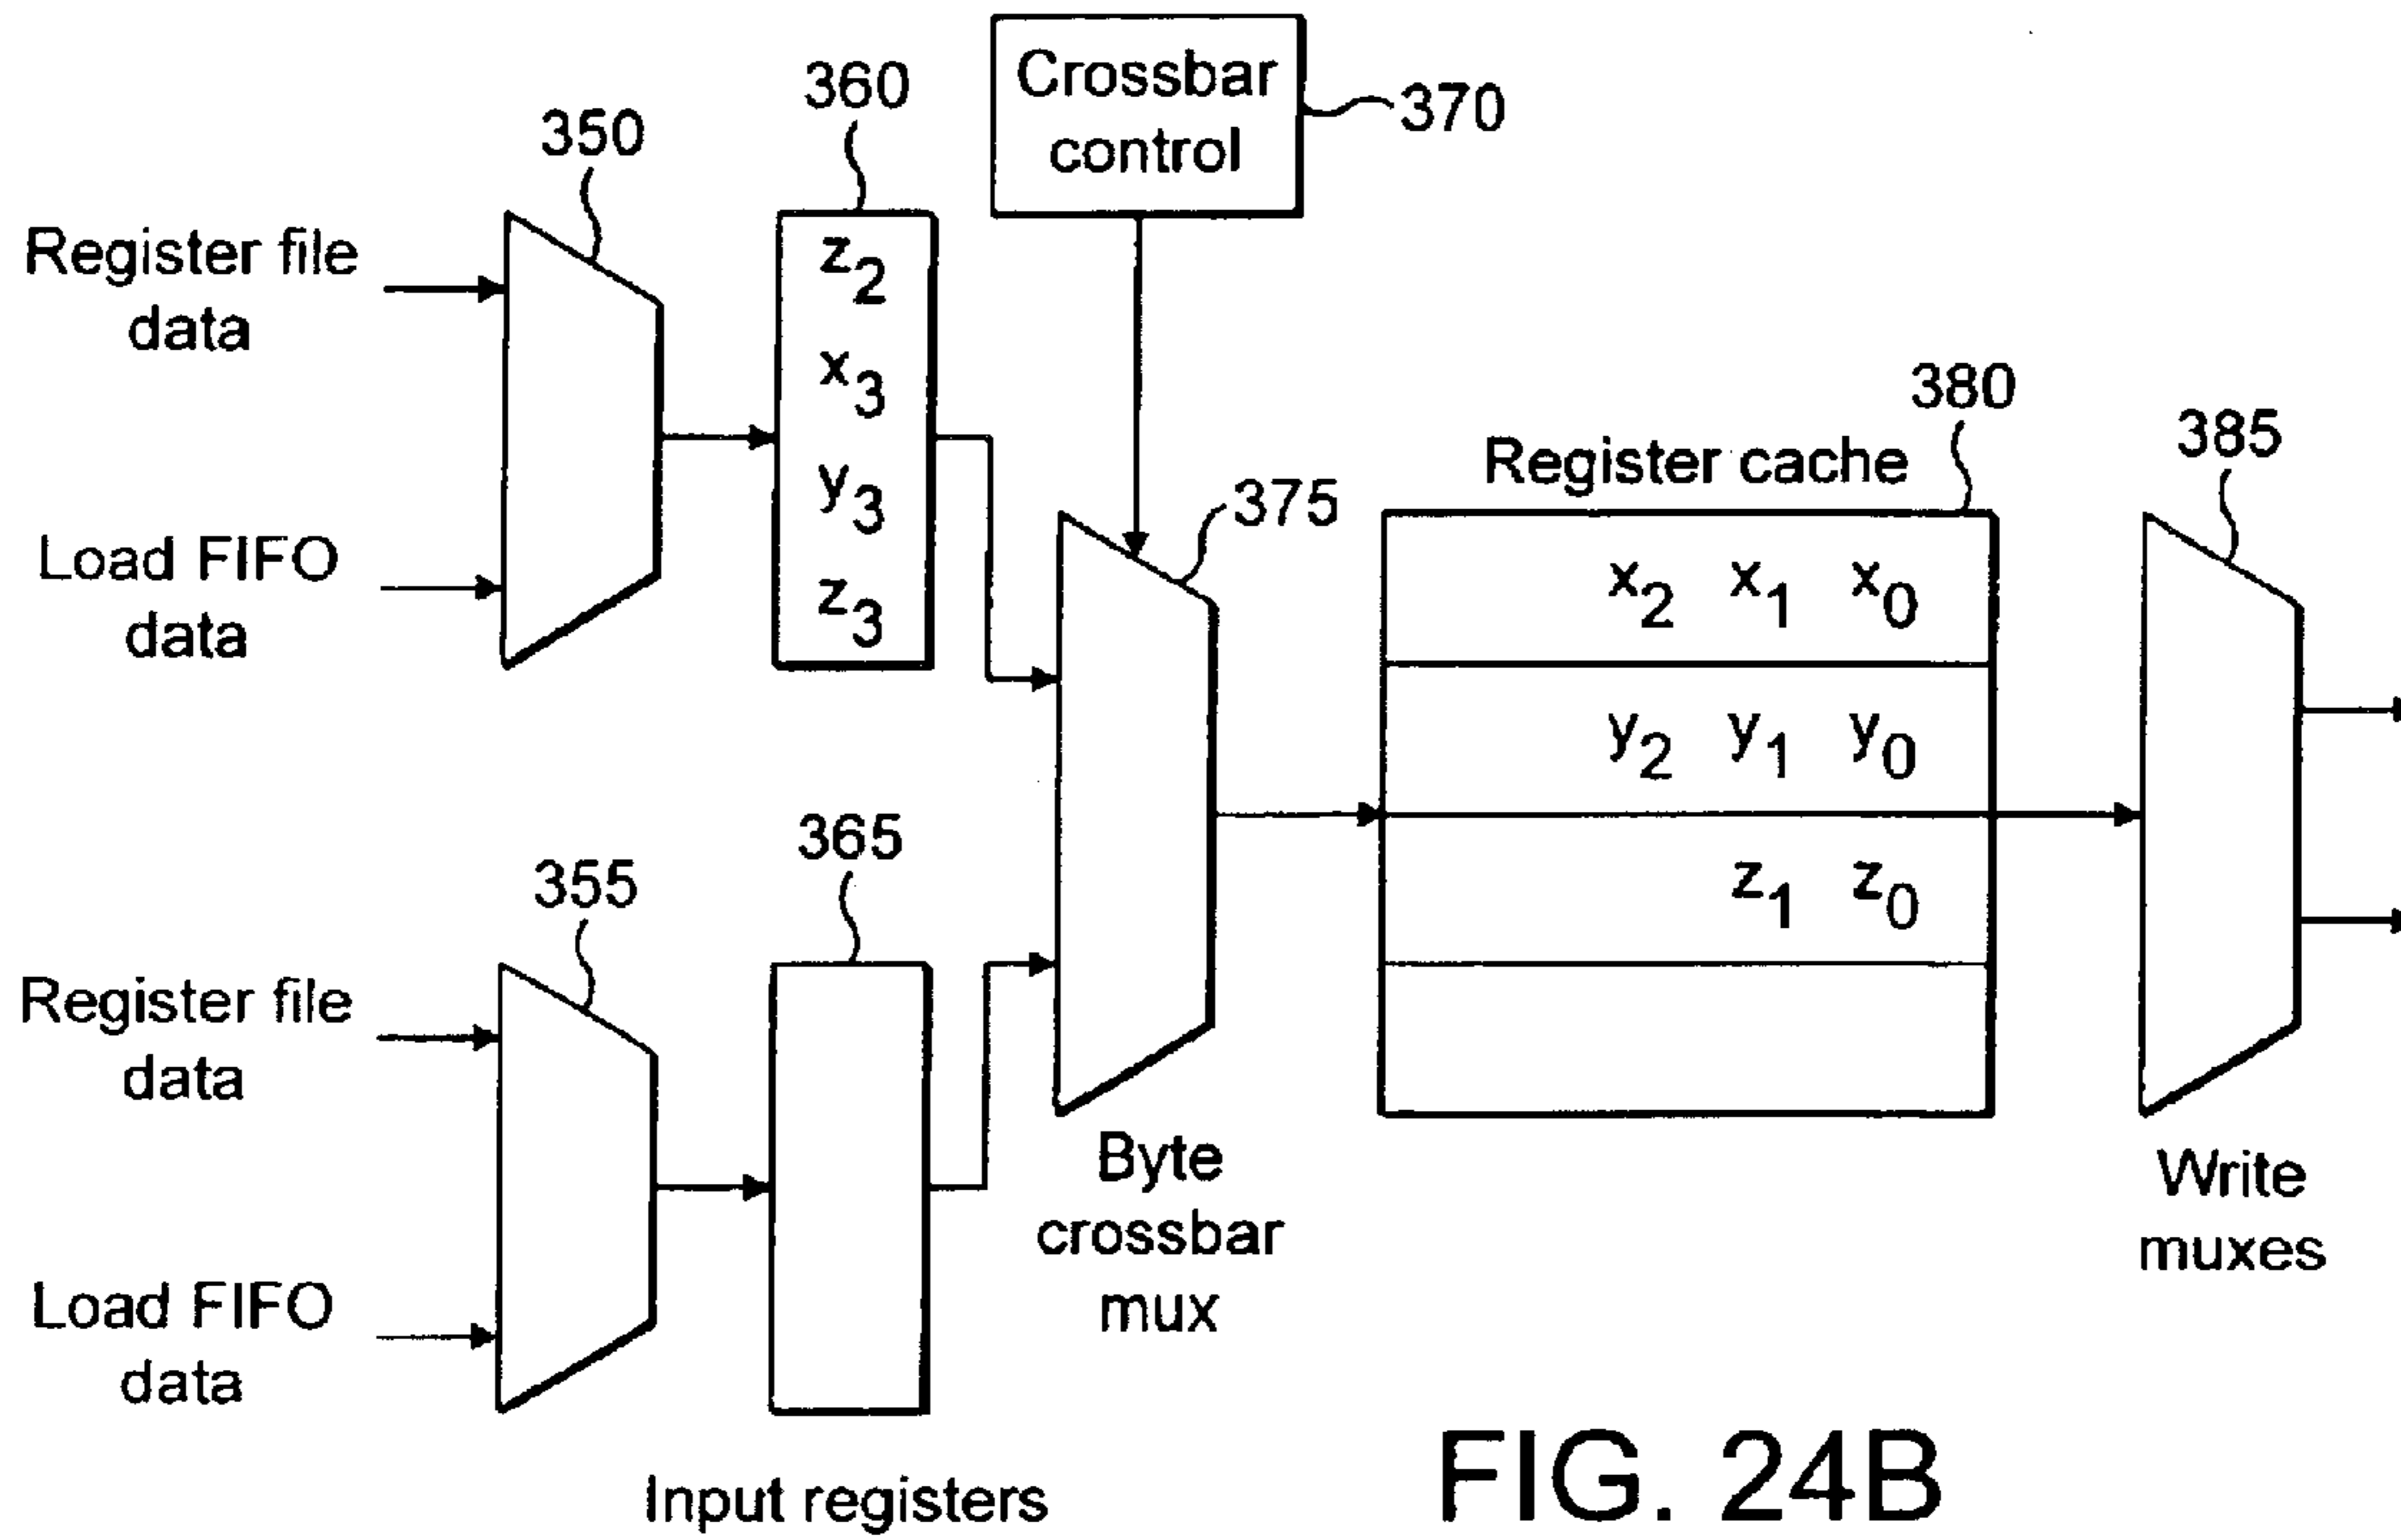 350
360
Crossbar
control
370
Register file
data
Load FIFO
data
z2
x3
y3
z3
375
Register cache
380
385
x2 x1 x0
y2 y1 y0
z1 z0
355
365
Register file
data
Load FIFO
data
Byte
crossbar
mux
Write
muxes
Input registers
FIG. 24B